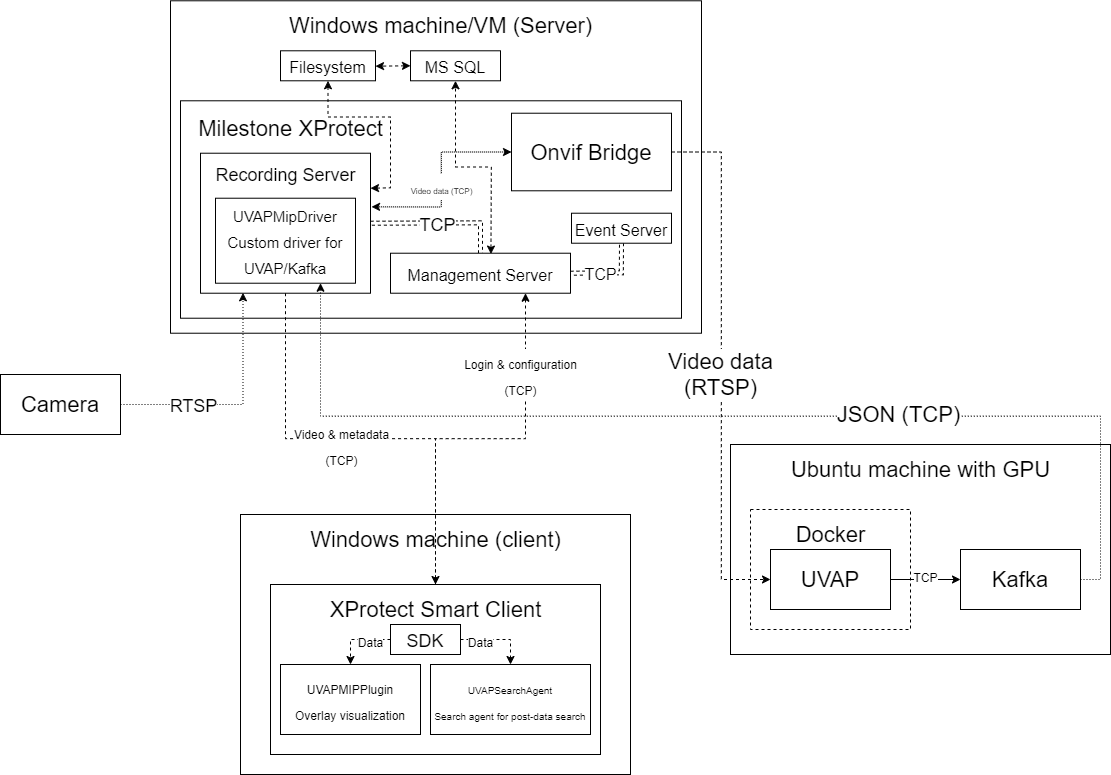 Windows machine/VM (Server)
Filesystem
MS SQL
Milestone XProtect
Onvif Bridge
Recording Server
Video data (TCP)
UVAPMipDriver
Custom driver for
UVAP/Kafka
TCP
Event Server
Management Server
TCP
Login & configuration
(TCP)
Video data
(RTSP)
Camera
RTSP
JSON (TCP)
Video & metadata
(TCP)
Ubuntu machine with GPU
Docker
UVAP
TCP
Kafka
Windows machine (client)
XProtect Smart Client
SDK
Data
Data
UVAPMIPPlugin
Overlay visualization
UVAPSearchAgent
Search agent for post-data search